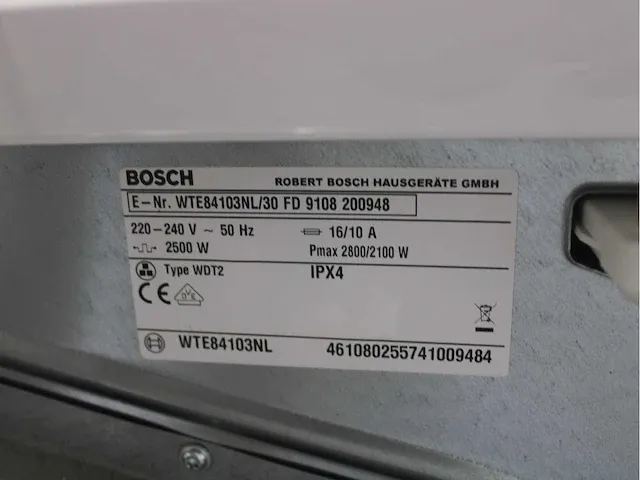 BOSCH ROBERT BOSCH HAUSGERÄTE GMBH
E-Nr. WTE84103NL/30 FD 9108 200948
220-240 V ~ 50 Hz 16/10 A
2500 W Pmax 2800/2100 W
Type WDT2 IPX4
CE VDE
WTE84103NL 461080255741009484